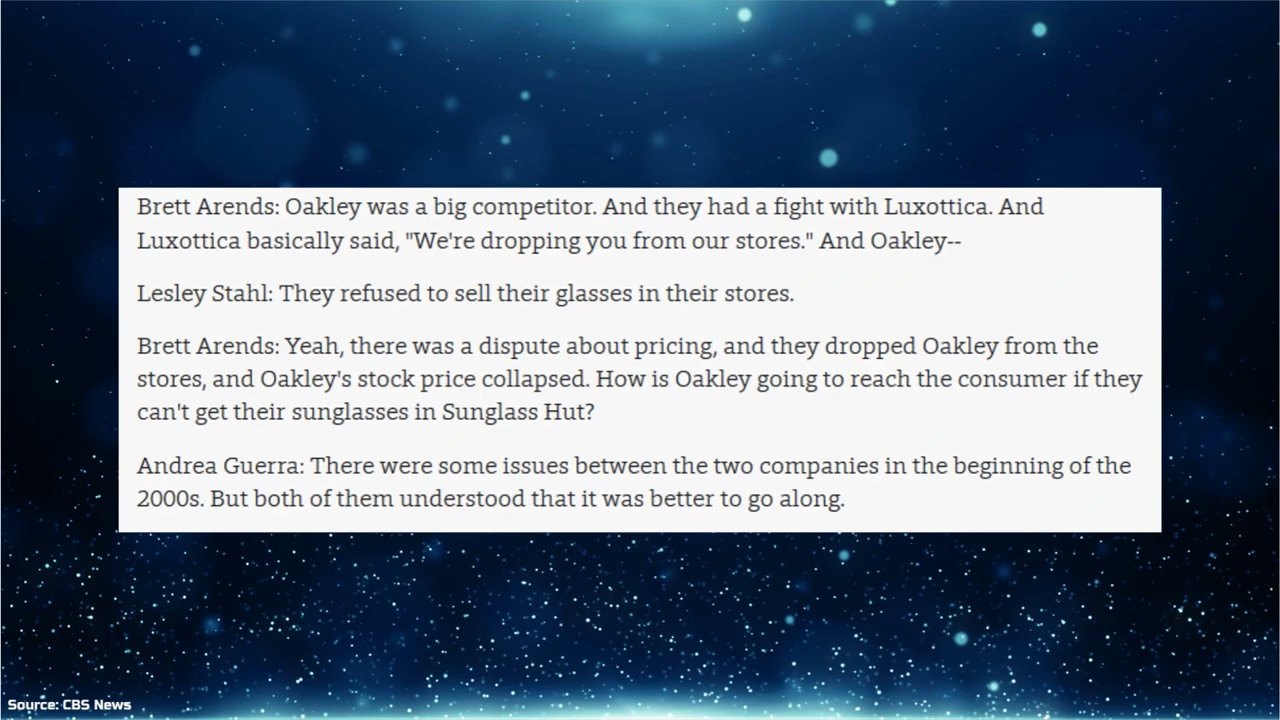 Brett Arends: Oakley was a big competitor. And they had a fight with Luxottica. And
Luxottica basically said, "We're dropping you from our stores." And Oakley--
Lesley Stahl: They refused to sell their glasses in their stores.
Brett Arends: Yeah, there was a dispute about pricing, and they dropped Oakley from the
stores, and Oakley's stock price collapsed. How is Oakley going to reach the consumer if they
can't get their sunglasses in Sunglass Hut?
Andrea Guerra: There were some issues between the two companies in the beginning of the
2000s. But both of them understood that it was better to go along.
Source: CBS News